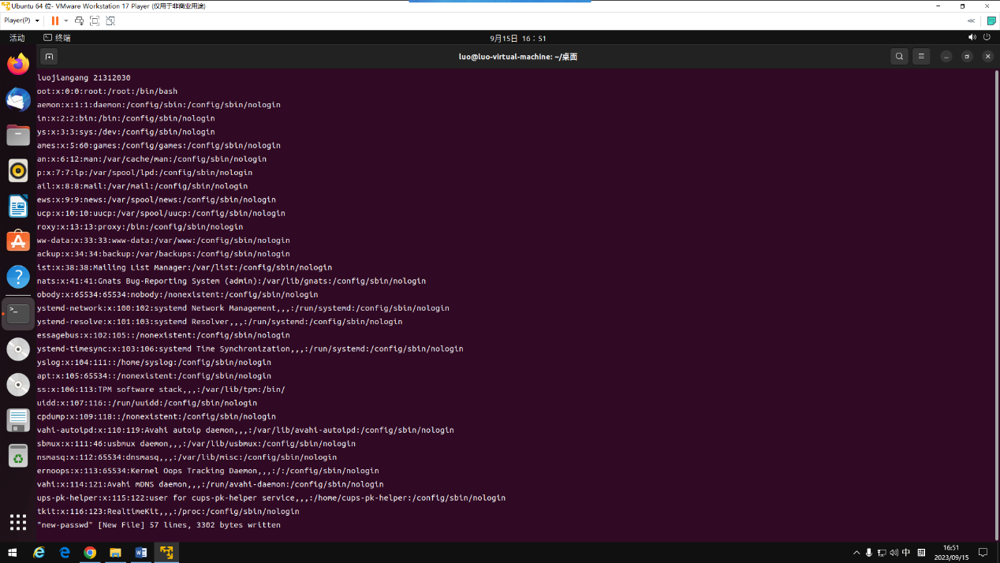 Ubuntu 64 位- VMware Workstation 17 Player (仅用于非商业用途)
Player(P)
活动
终端
9月15日 16：51
luo@luo-virtual-machine: ~/桌面
luojiangang 21312030
oot:x:0:0:root:/root:/bin/bash
aemon:x:1:1:daemon:/config/sbin:/config/sbin/nologin
in:x:2:2:bin:/bin:/config/sbin/nologin
ys:x:3:3:sys:/dev:/config/sbin/nologin
ames:x:5:60:games:/config/games:/config/sbin/nologin
an:x:6:12:man:/var/cache/man:/config/sbin/nologin
p:x:7:7:lp:/var/spool/lpd:/config/sbin/nologin
ail:x:8:8:mail:/var/mail:/config/sbin/nologin
ews:x:9:9:news:/var/spool/news:/config/sbin/nologin
ucp:x:10:10:uucp:/var/spool/uucp:/config/sbin/nologin
roxy:x:13:13:proxy:/bin:/config/sbin/nologin
ww-data:x:33:33:www-data:/var/www:/config/sbin/nologin
ackup:x:34:34:backup:/var/backups:/config/sbin/nologin
ist:x:38:38:Mailing List Manager:/var/list:/config/sbin/nologin
nats:x:41:41:Gnats Bug-Reporting System (admin):/var/lib/gnats:/config/sbin/nologin
obody:x:65534:65534:nobody:/nonexistent:/config/sbin/nologin
ystemd-network:x:100:102:systemd Network Management,,,:/run/systemd:/config/sbin/nologin
ystemd-resolve:x:101:103:systemd Resolver,,,:/run/systemd:/config/sbin/nologin
essagebus:x:102:105::/nonexistent:/config/sbin/nologin
ystemd-timesync:x:103:106:systemd Time Synchronization,,,:/run/systemd:/config/sbin/nologin
yslog:x:104:111::/home/syslog:/config/sbin/nologin
apt:x:105:65534::/nonexistent:/config/sbin/nologin
ss:x:106:113:TPM software stack,,,:/var/lib/tpm:/bin/
uidd:x:107:116::/run/uuidd:/config/sbin/nologin
cpdump:x:109:118::/nonexistent:/config/sbin/nologin
vahi-autoipd:x:110:119:Avahi autoip daemon,,,:/var/lib/avahi-autoipd:/config/sbin/nologin
sbmux:x:111:46:usbmux daemon,,,:/var/lib/usbmux:/config/sbin/nologin
nsmasq:x:112:65534:dnsmasq,,,:/var/lib/misc:/config/sbin/nologin
ernoops:x:113:65534:Kernel Oops Tracking Daemon,,,:/:/config/sbin/nologin
vahi:x:114:121:Avahi mDNS daemon,,,:/run/avahi-daemon:/config/sbin/nologin
ups-pk-helper:x:115:122:user for cups-pk-helper service,,,:/home/cups-pk-helper:/config/sbin/nologin
tkit:x:116:123:RealtimeKit,,,:/proc:/config/sbin/nologin
"new-passwd" [New File] 57 lines, 3302 bytes written
中
16:51
2023/09/15